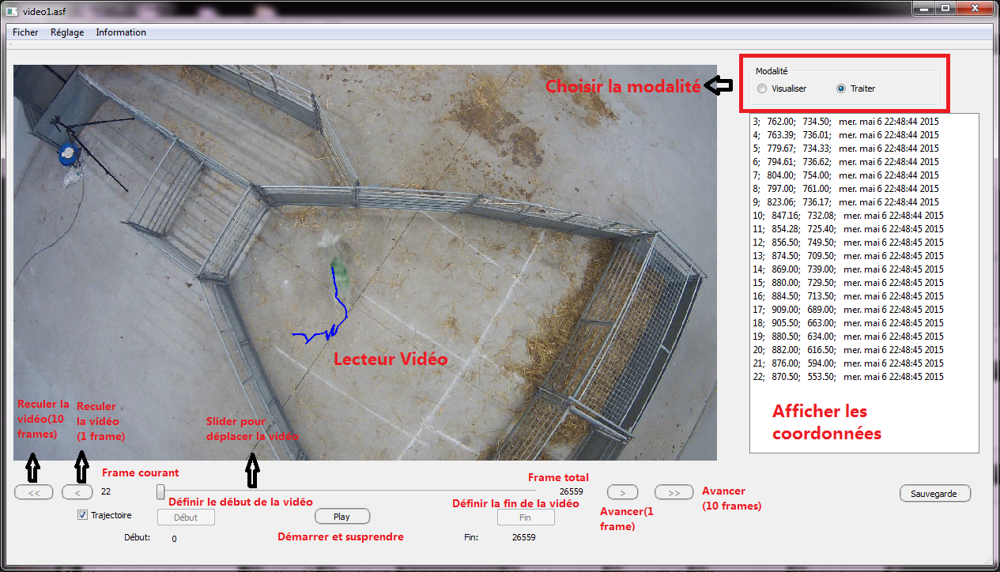 video1.asf
Ficher Réglage Information
Choisir la modalité
Modalité
Visualiser Traiter
3; 762.00; 734.50; mer. mai 6 22:48:44 2015
4; 763.39; 736.01; mer. mai 6 22:48:44 2015
5; 779.67; 734.33; mer. mai 6 22:48:44 2015
6; 794.61; 736.62; mer. mai 6 22:48:44 2015
7; 804.00; 754.00; mer. mai 6 22:48:44 2015
8; 797.00; 761.00; mer. mai 6 22:48:44 2015
9; 823.06; 736.17; mer. mai 6 22:48:44 2015
10; 847.16; 732.08; mer. mai 6 22:48:44 2015
11; 854.28; 725.40; mer. mai 6 22:48:45 2015
12; 856.50; 749.50; mer. mai 6 22:48:45 2015
13; 874.50; 709.50; mer. mai 6 22:48:45 2015
14; 869.00; 739.00; mer. mai 6 22:48:45 2015
15; 880.00; 729.50; mer. mai 6 22:48:45 2015
16; 884.50; 713.50; mer. mai 6 22:48:45 2015
17; 909.00; 689.00; mer. mai 6 22:48:45 2015
18; 905.50; 663.00; mer. mai 6 22:48:45 2015
19; 880.50; 634.00; mer. mai 6 22:48:45 2015
20; 882.00; 616.50; mer. mai 6 22:48:45 2015
21; 876.00; 594.00; mer. mai 6 22:48:45 2015
22; 870.50; 553.50; mer. mai 6 22:48:45 2015
Afficher les
coordonnées
Lecteur Vidéo
Reculer la
vidéo(10
frames)
Reculer
la vidéo
(1 frame)
Slider pour
déplacer la vidéo
Frame courant
Frame total
<< < 22
26559 > >>
Avancer
(10 frames)
Sauvegarde
Définir le début de la vidéo
Définir la fin de la vidéo
Avancer(1
frame)
Trajectoire Début Play Fin
Début: 0
Démarrer et susprendre
Fin: 26559